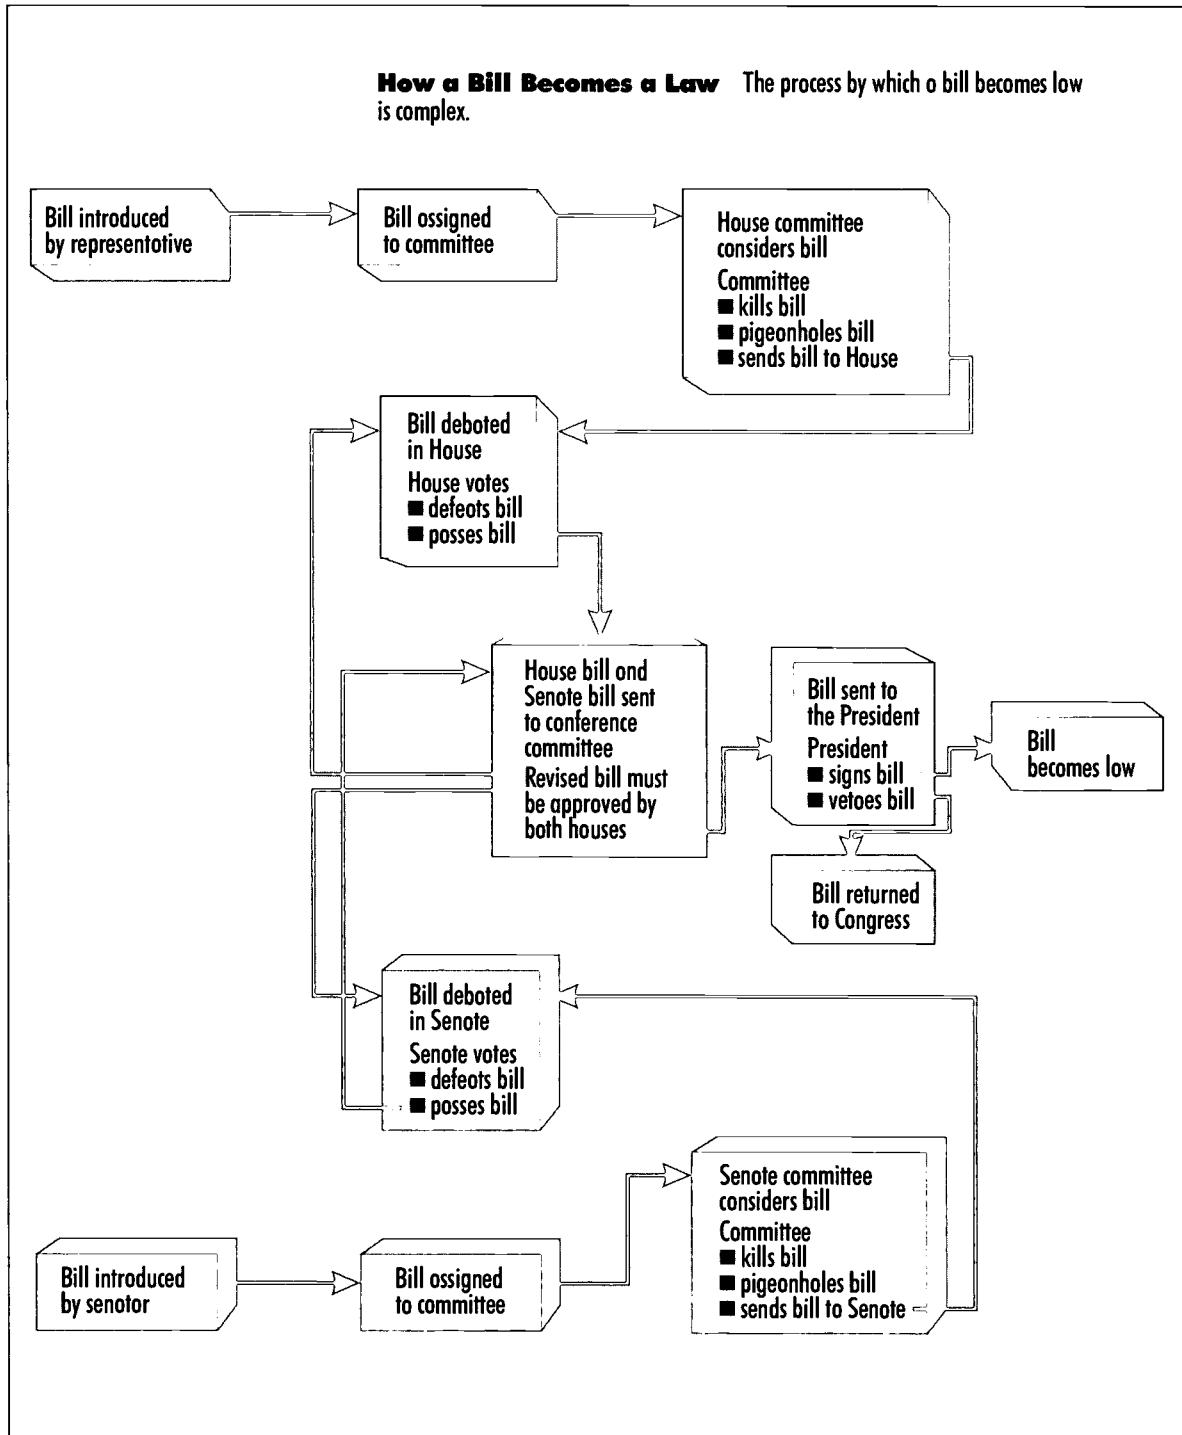 How a Bill Becomes a Law The process by which o bill becomes low
is complex.
Bill introduced
by representotive
Bill ossigned
to committee
House committee
considers bill
Committee
■ kills bill
■ pigeonholes bill
■ sends bill to House
Bill deboted
in House
House votes
■ defeots bill
■ posses bill
House bill ond
Senote bill sent
to conference
committee
Revised bill must
be approved by
both houses
Bill sent to
the President
President
■ signs bill
■ vetoes bill
Bill
becomes low
Bill returned
to Congress
Bill deboted
in Senote
Senote votes
■ defeots bill
■ posses bill
Senote committee
considers bill
Committee
■ kills bill
■ pigeonholes bill
■ sends bill to Senote
Bill introduced
by senotor
Bill ossigned
to committee